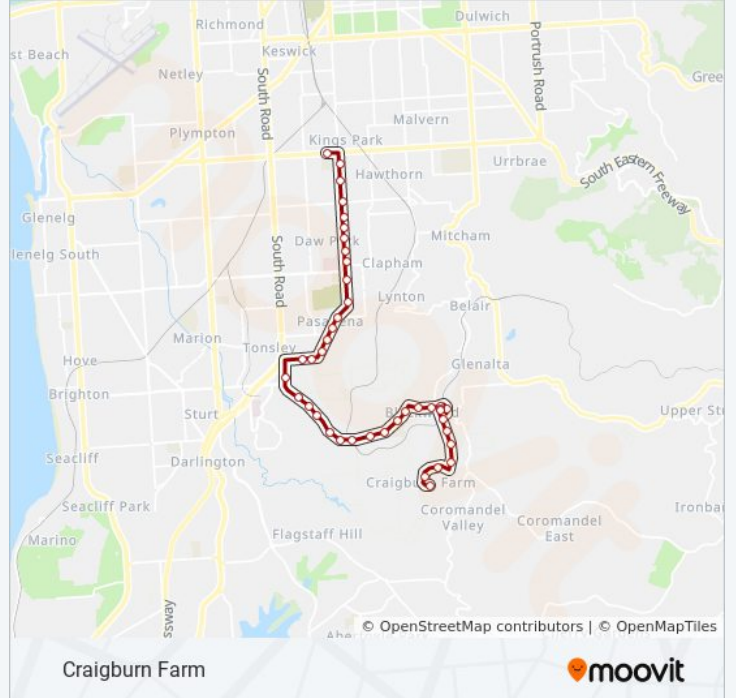 Richmond
Dulwich
st Beach
Keswick
Netley
South Road
Portrush Road
Gree
Plympton
Malvern
Kings Park
Urrbrae
Hawthorn
South Eastern Freeway
Glenelg
Daw Park
Mitcham
lenelg South
South Road
Clapham
Lynton
Belair
Pasadena
Marion
Tonsley
Hove
Glenalta
Brighton
Sturt
Upper Stu
Seacliff
Darlington
Craigburn Farm
Seacliff Park
Coromandel
Valley
Coromandel
East
Ironba
Marino
Flagstaff Hill
ssway
© OpenStreetMap contributors | © OpenMapTiles
Craigburn Farm
moovit